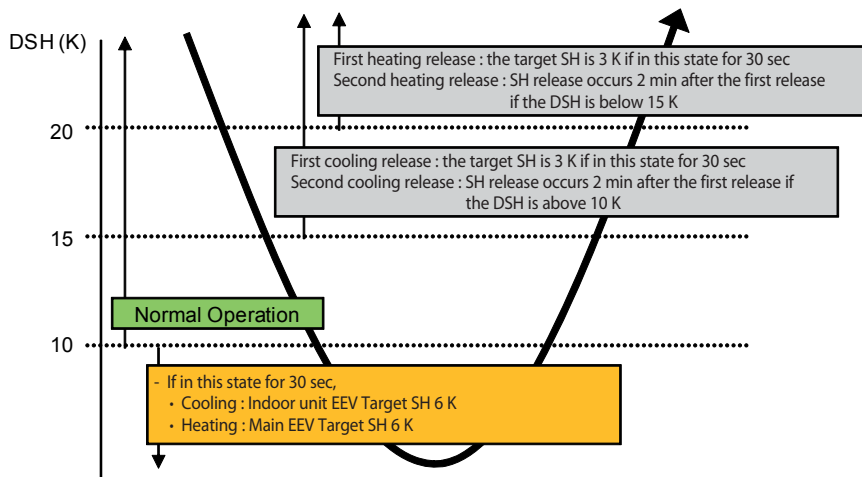 DSH (K)
First heating release : the target SH is 3 K if in this state for 30 sec
Second heating release : SH release occurs 2 min after the first release
if the DSH is below 15 K
20
First cooling release : the target SH is 3 K if in this state for 30 sec
Second cooling release : SH release occurs 2 min after the first release if
the DSH is above 10 K
15
Normal Operation
10
- If in this state for 30 sec,
• Cooling : Indoor unit EEV Target SH 6 K
• Heating : Main EEV Target SH 6 K